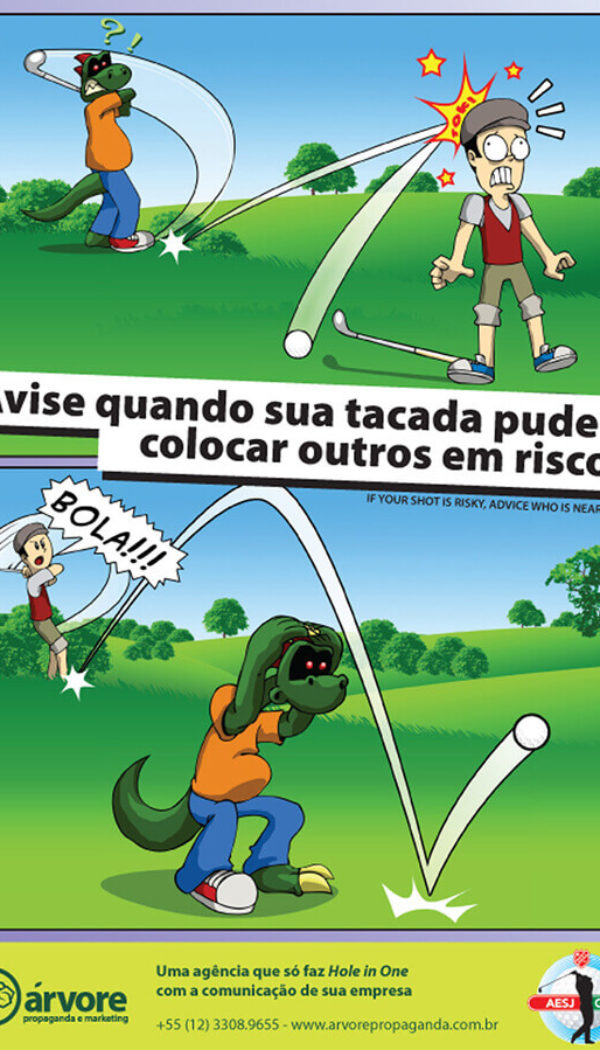 ? !
TOK!
Avise quando sua tacada puder
colocar outros em risco
IF YOUR SHOT IS RISKY, ADVICE WHO IS NEAR
BOLA!!!
árvore
propaganda e marketing
Uma agência que só faz Hole in One
com a comunicação de sua empresa
+55 (12) 3308.9655 - www.arvorepropaganda.com.br
AESJ